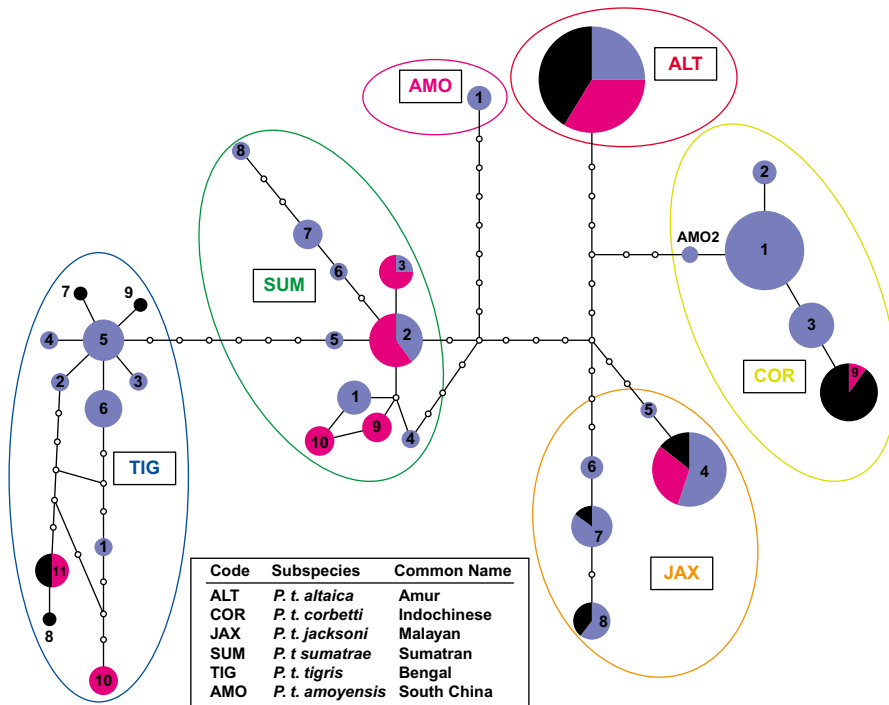 ALT
AMO
1
8
2
7
AMO2
1
SUM
6
3
7
9
4
5
5
2
3
COR
9
2
3
1
5
6
10
9
4
6
4
TIG
7
1
JAX
11
8
8
10
Code Subspecies Common Name
ALT P. t. altaica Amur
COR P. t. corbetti Indochinese
JAX P. t. jacksoni Malayan
SUM P. t sumatrae Sumatran
TIG P. t. tigris Bengal
AMO P. t. amoyensis South China